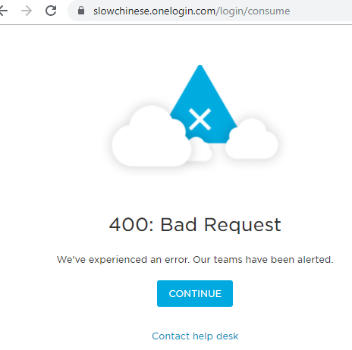 slowchinese.onelogin.com/login/consume
400: Bad Request
We've experienced an error. Our teams have been alerted.
CONTINUE
Contact help desk